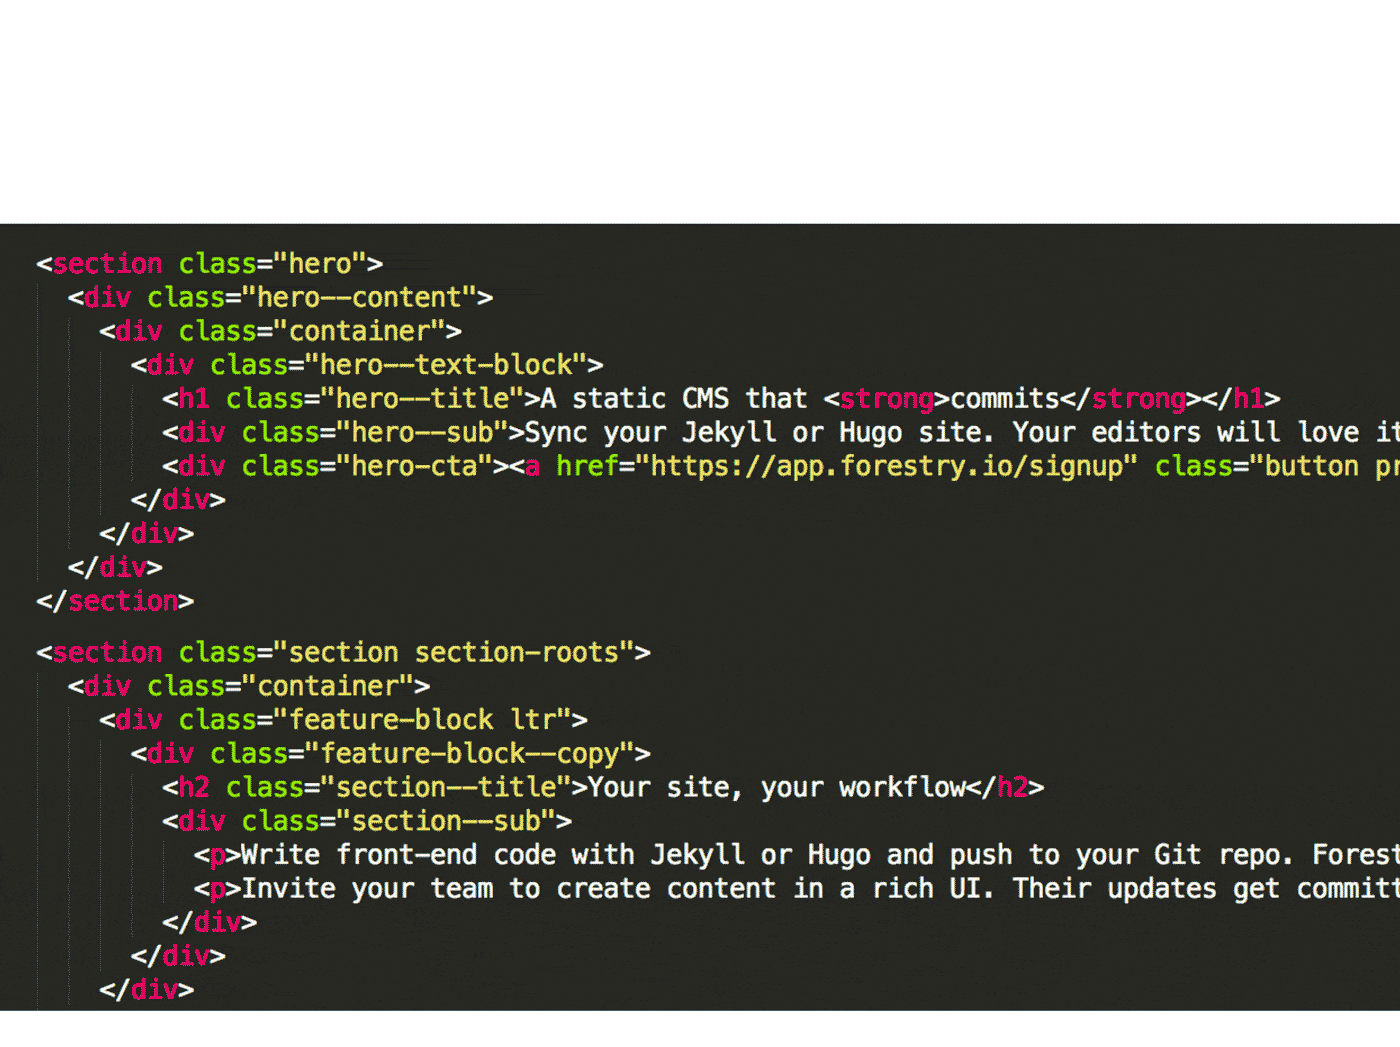 <section class="hero">
<div class="hero--content">
<div class="container">
<div class="hero--text-block">
<h1 class="hero--title">A static CMS that <strong>commits</strong></h1>
<div class="hero--sub">Sync your Jekyll or Hugo site. Your editors will love it
<div class="hero-cta"><a href="https://app.forestry.io/signup" class="button pr
</div>
</div>
</div>
</section>
<section class="section section-roots">
<div class="container">
<div class="feature-block ltr">
<div class="feature-block--copy">
<h2 class="section--title">Your site, your workflow</h2>
<div class="section--sub">
<p>Write front-end code with Jekyll or Hugo and push to your Git repo. Forest
<p>Invite your team to create content in a rich UI. Their updates get committ
</div>
</div>
</div>